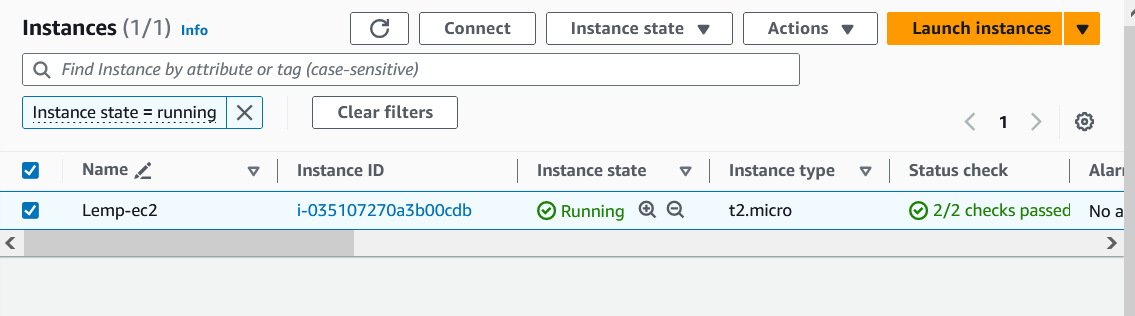 Instances (1/1) Info Connect Instance state Actions Launch instances
Find Instance by attribute or tag (case-sensitive)
Instance state = running Clear filters
1
Name Instance ID Instance state Instance type Status check Alarr
Lemp-ec2 i-035107270a3b00cdb Running t2.micro 2/2 checks passed No a